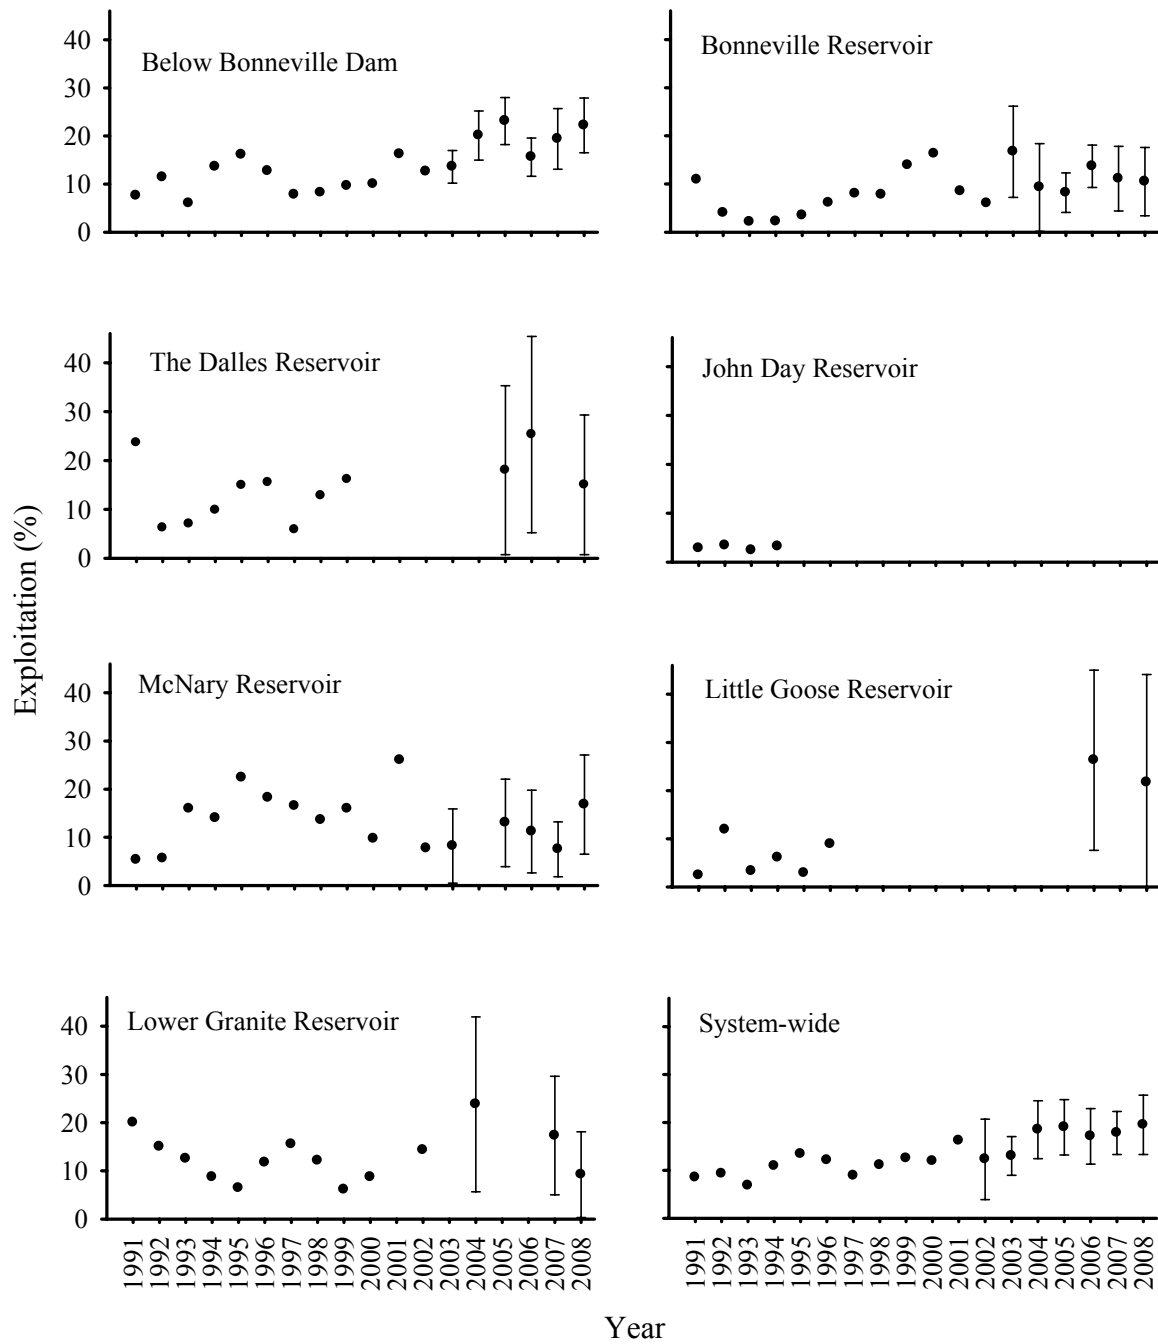 Below Bonneville Dam
40
30
20
10
0
Bonneville Reservoir
The Dalles Reservoir
40
30
20
10
0
John Day Reservoir
Exploitation (%)
McNary Reservoir
40
30
20
10
0
Little Goose Reservoir
Lower Granite Reservoir
40
30
20
10
0
System-wide
1991 1992 1993 1994 1995 1996 1997 1998 1999 2000 2001 2002 2003 2004 2005 2006 2007 2008
1991 1992 1993 1994 1995 1996 1997 1998 1999 2000 2001 2002 2003 2004 2005 2006 2007 2008
Year